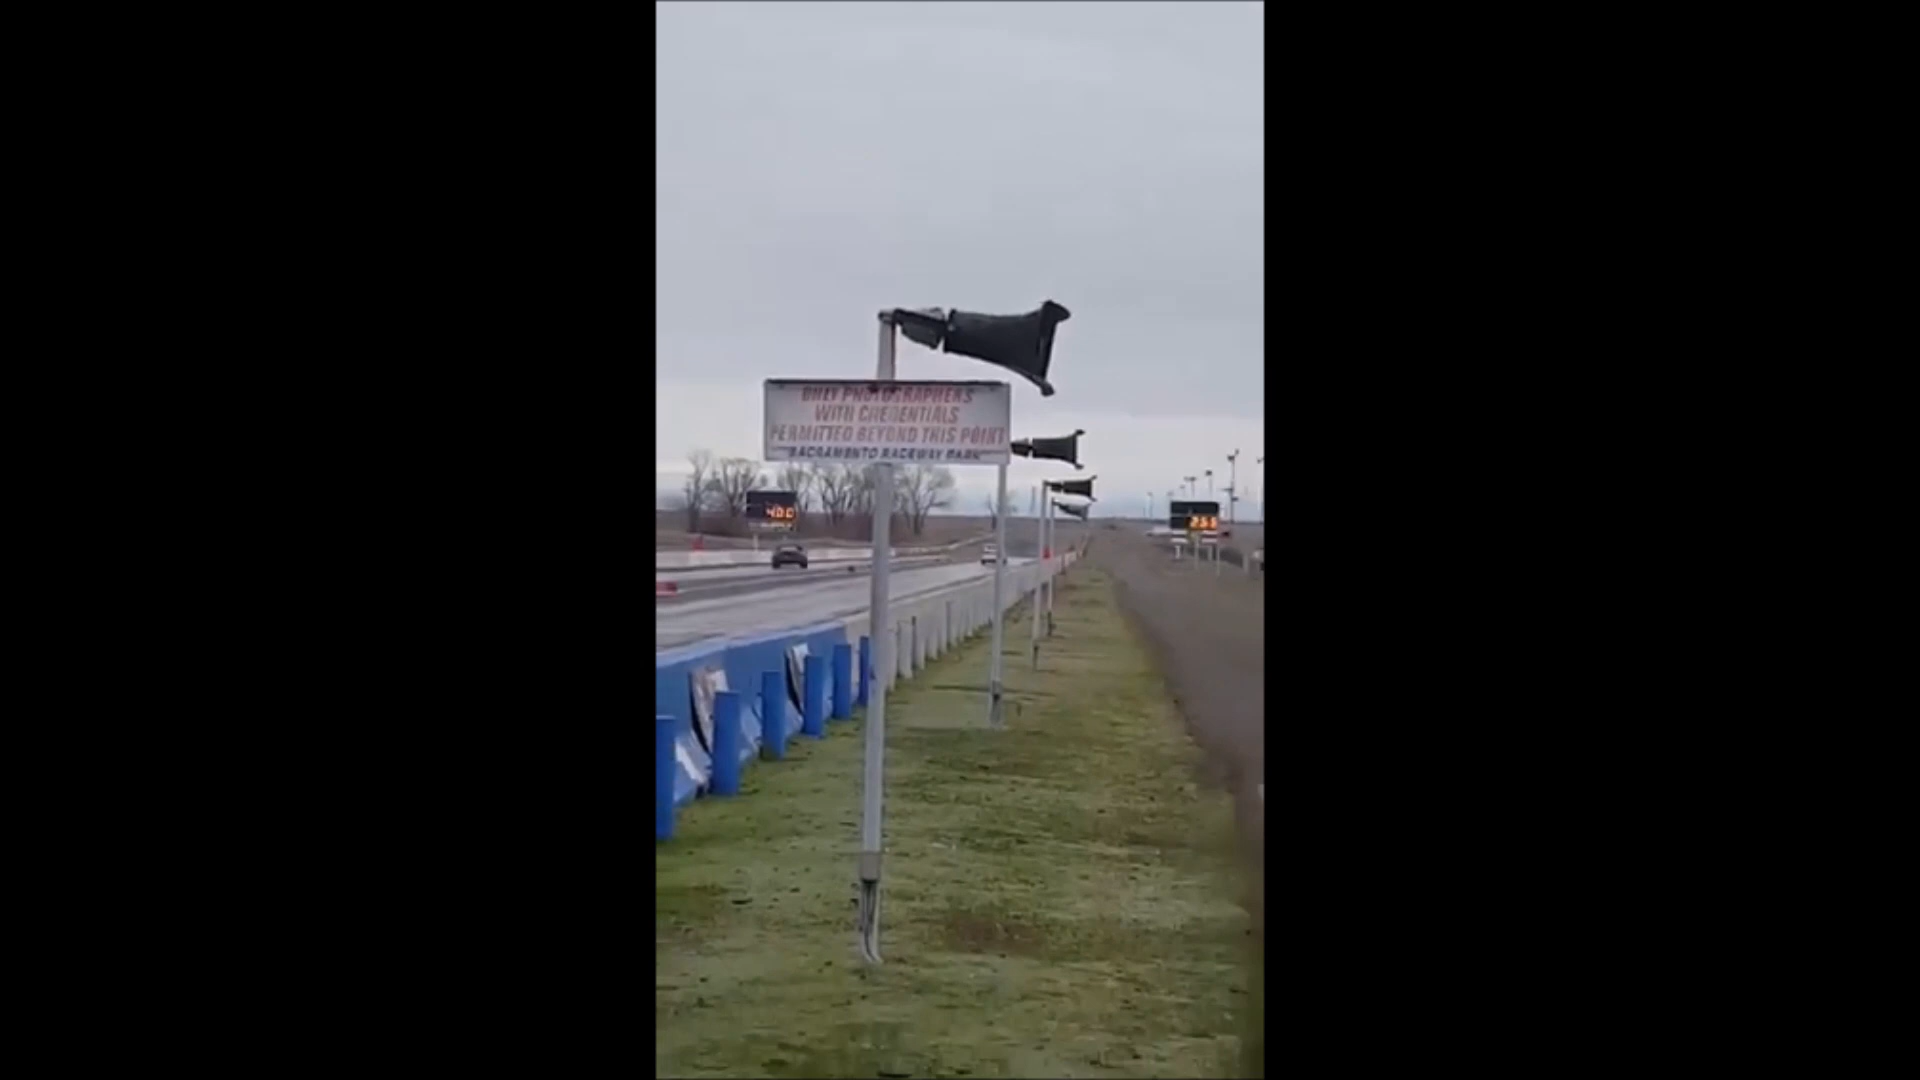 ONLY PHOTOGRAPHERS
WITH CREDENTIALS
PERMITTED BEYOND THIS POINT
SACRAMENTO RACEWAY PARK